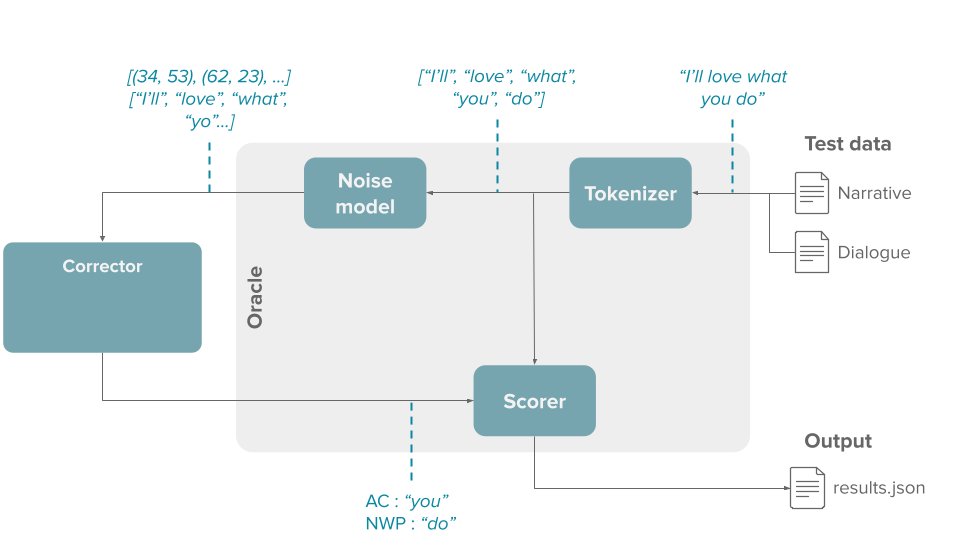 [(34, 53), (62, 23), ...]
[“I’ll”, “love”, “what”,
“yo”...]
[“I’ll”, “love”, “what”,
“you”, “do”]
“I’ll love what
you do”
Test data
Narrative
Dialogue
Noise
model
Tokenizer
Corrector
Oracle
Scorer
Output
results.json
AC : “you”
NWP : “do”